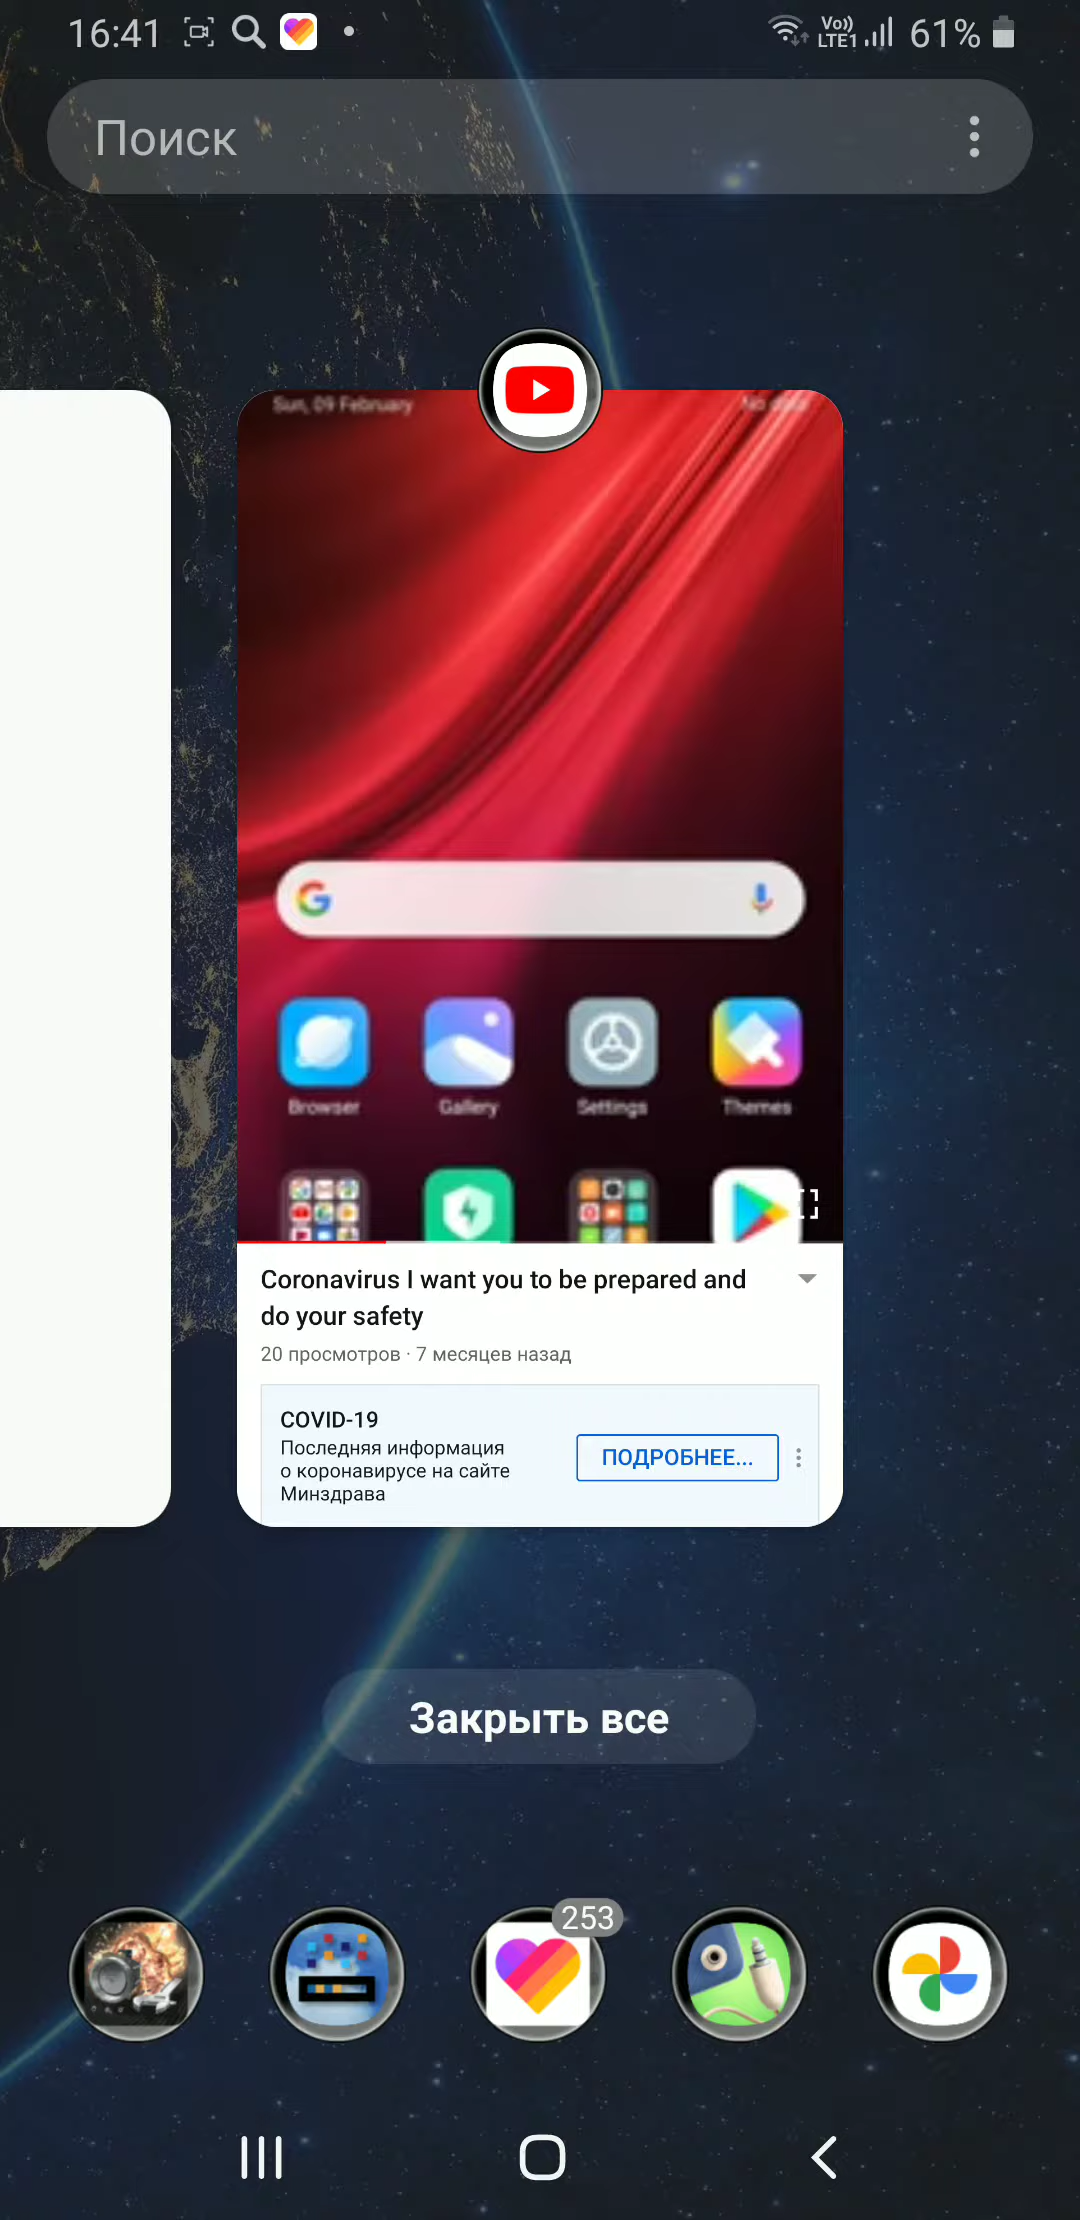 16:41
Vo))
LTE1
61%
Поиск
Sun, 09 February
Browser
Gallery
Settings
Themes
Coronavirus I want you to be prepared and
do your safety
20 просмотров · 7 месяцев назад
COVID-19
Последняя информация
о коронавирусе на сайте
Минздрава
ПОДРОБНЕЕ...
Закрыть все
253